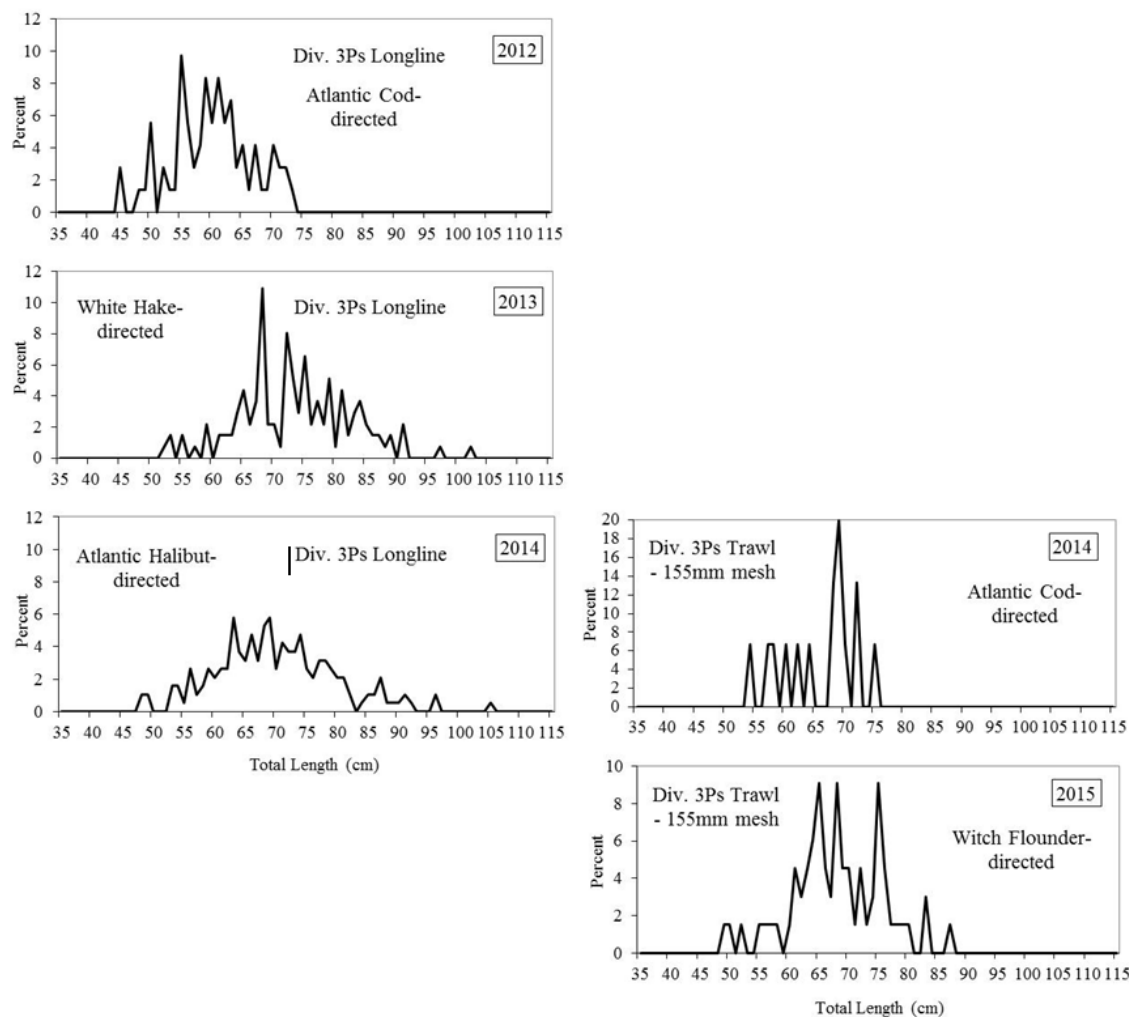 12
10
8
6
4
2
0
Percent
Div. 3Ps Longline
2012
Atlantic Cod-
directed
35 40 45 50 55 60 65 70 75 80 85 90 95 100 105 110 115
12
10
8
6
4
2
0
Percent
White Hake-
directed
Div. 3Ps Longline
2013
35 40 45 50 55 60 65 70 75 80 85 90 95 100 105 110 115
12
10
8
6
4
2
0
Percent
Atlantic Halibut-
directed
Div. 3Ps Longline
2014
35 40 45 50 55 60 65 70 75 80 85 90 95 100 105 110 115
Total Length (cm)
20
18
16
14
12
10
8
6
4
2
0
Percent
Div. 3Ps Trawl
- 155mm mesh
2014
Atlantic Cod-
directed
35 40 45 50 55 60 65 70 75 80 85 90 95 100 105 110 115
10
8
6
4
2
0
Percent
Div. 3Ps Trawl
- 155mm mesh
2015
Witch Flounder-
directed
35 40 45 50 55 60 65 70 75 80 85 90 95 100 105 110 115
Total Length (cm)